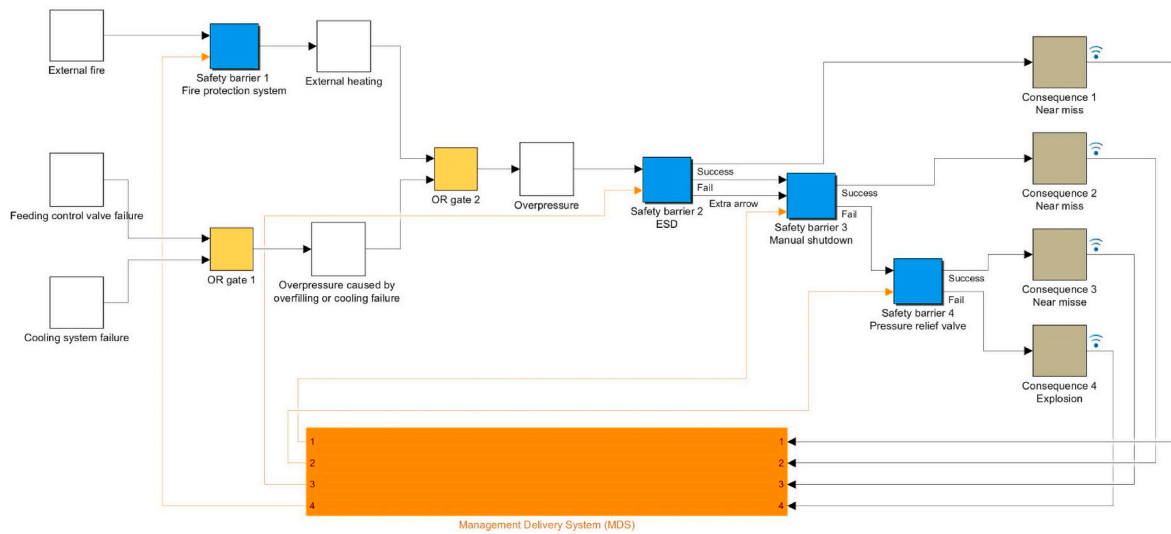 External fire
Safety barrier 1
Fire protection system
External heating
Consequence 1
Near miss
Feeding control valve failure
OR gate 2
Overpressure
Success
Fail
Extra arrow
Safety barrier 2
ESD
Success
Fail
Safety barrier 3
Manual shutdown
Consequence 2
Near miss
Cooling system failure
OR gate 1
Overpressure caused by
overfilling or cooling failure
Success
Fail
Safety barrier 4
Pressure relief valve
Consequence 3
Near misse
Consequence 4
Explosion
1
2
3
4
1
2
3
4
Management Delivery System (MDS)